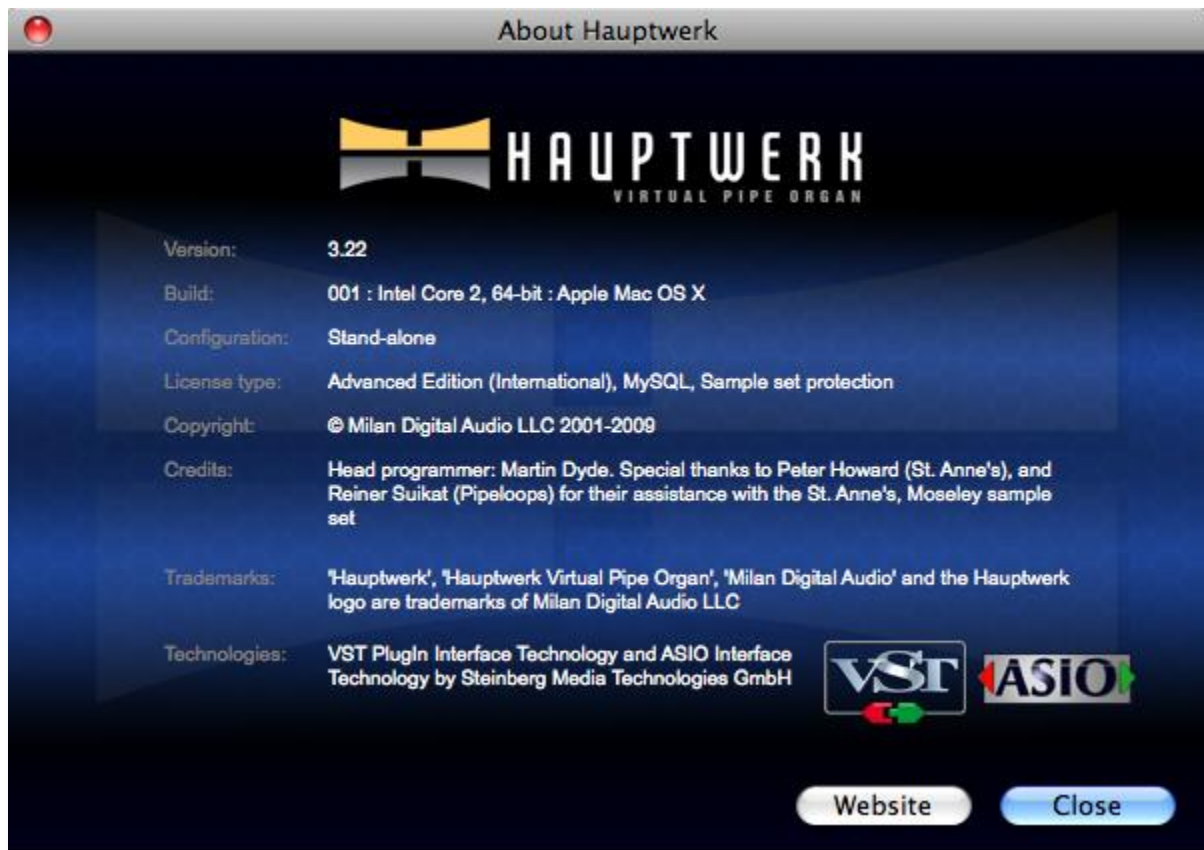 About Hauptwerk
HAUPTWERK
VIRTUAL PIPE ORGAN
Version: 3.22
Build: 001 : Intel Core 2, 64-bit : Apple Mac OS X
Configuration: Stand-alone
License type: Advanced Edition (International), MySQL, Sample set protection
Copyright: © Milan Digital Audio LLC 2001-2009
Credits: Head programmer: Martin Dyde. Special thanks to Peter Howard (St. Anne's), and
Reiner Suikat (Pipeloops) for their assistance with the St. Anne's, Moseley sample
set
Trademarks: 'Hauptwerk', 'Hauptwerk Virtual Pipe Organ', 'Milan Digital Audio' and the Hauptwerk
logo are trademarks of Milan Digital Audio LLC
Technologies: VST PlugIn Interface Technology and ASIO Interface
Technology by Steinberg Media Technologies GmbH
VST ASIO
Website Close